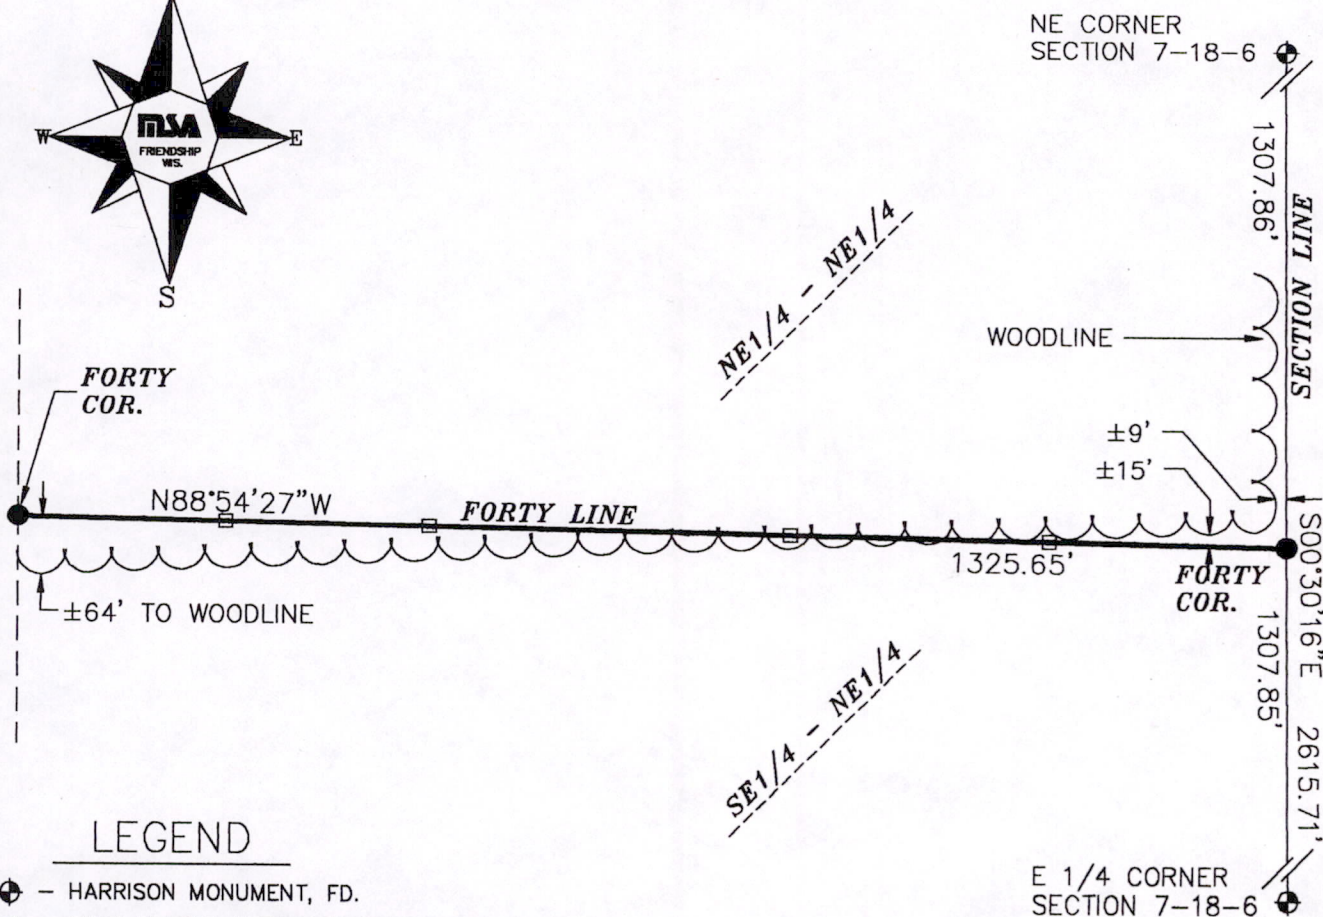 NE CORNER
SECTION 7-18-6
W
MSA
FRIENDSHIP
WIS.
E
S
1307.86'
SECTION LINE
NE1/4 - NE1/4
WOODLINE
FORTY
COR.
±9'
±15'
N88°54'27"W
FORTY LINE
1325.65'
FORTY
COR.
S00°30'16"E 2615.71'
±64' TO WOODLINE
1307.85'
SE1/4 - NE1/4
LEGEND
- HARRISON MONUMENT, FD.
E 1/4 CORNER
SECTION 7-18-6